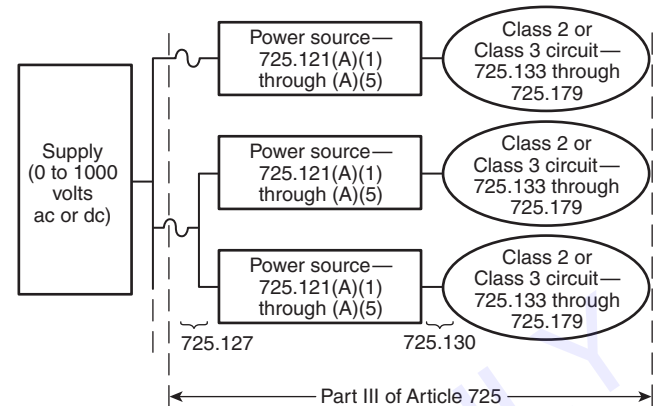 Supply
(0 to 1000
volts
ac or dc)
Power source—
725.121(A)(1)
through (A)(5)
Class 2 or
Class 3 circuit—
725.133 through
725.179
Power source—
725.121(A)(1)
through (A)(5)
Class 2 or
Class 3 circuit—
725.133 through
725.179
Power source—
725.121(A)(1)
through (A)(5)
Class 2 or
Class 3 circuit—
725.133 through
725.179
725.127
725.130
Part III of Article 725